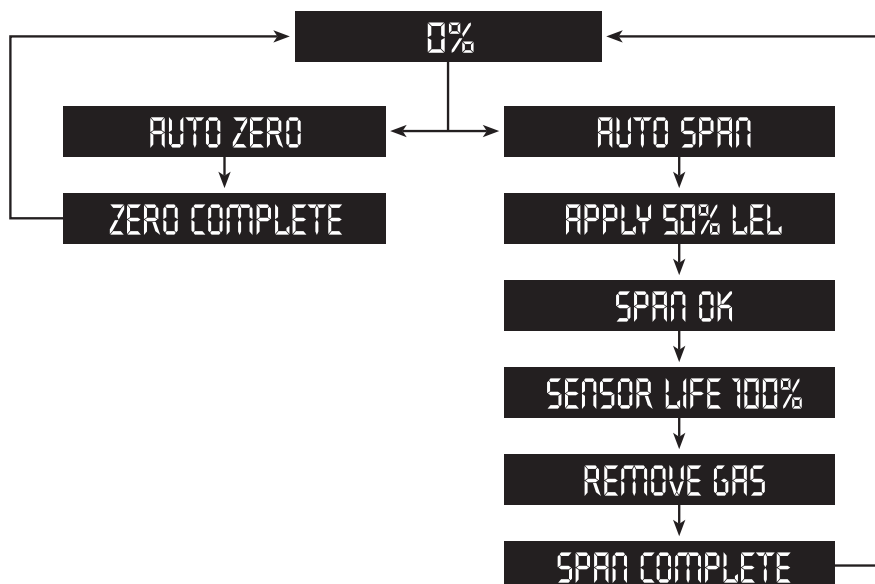 0%
AUTO ZERO
ZERO COMPLETE
AUTO SPAN
APPLY 50% LEL
SPAN OK
SENSOR LIFE 100%
REMOVE GAS
SPAN COMPLETE